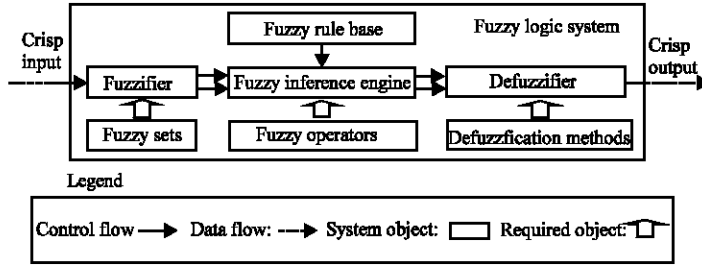 Fuzzy rule base
Fuzzy logic system
Crisp
input
Crisp
output
Fuzzifier
Fuzzy inference engine
Defuzzifier
Fuzzy sets
Fuzzy operators
Defuzzfication methods
Legend
Control flow
Data flow:
System object:
Required object: